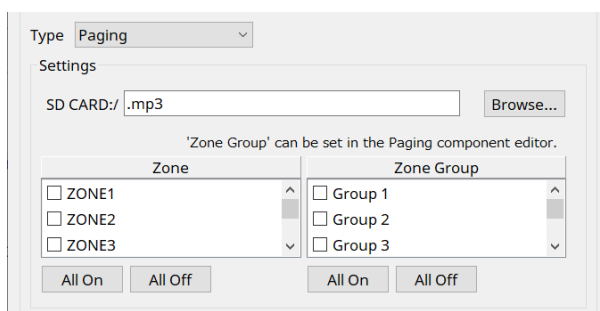 Type Paging
Settings
SD CARD:/ .mp3 Browse...
'Zone Group' can be set in the Paging component editor.
Zone Zone Group
ZONE1 Group 1
ZONE2 Group 2
ZONE3 Group 3
All On All Off All On All Off